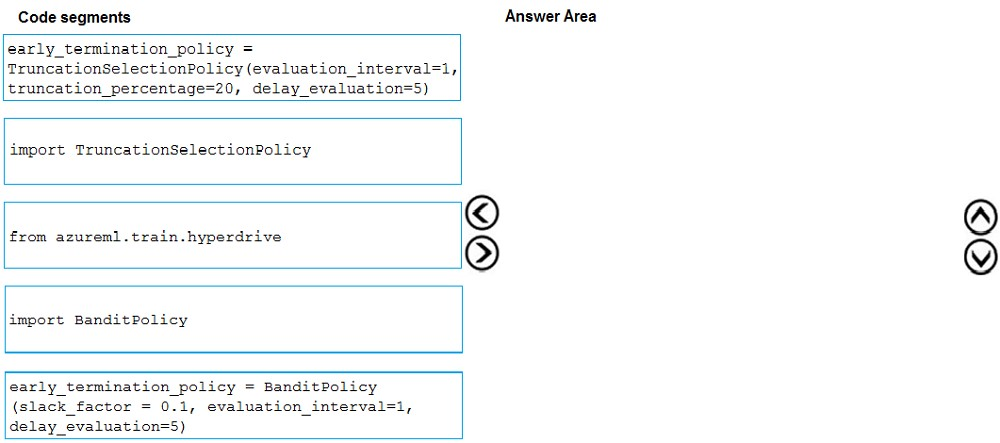 Code segments
Answer Area
early_termination_policy =
TruncationSelectionPolicy(evaluation_interval=1,
truncation_percentage=20, delay_evaluation=5)
import TruncationSelectionPolicy
from azureml.train.hyperdrive
import BanditPolicy
early_termination_policy = BanditPolicy
(slack_factor = 0.1, evaluation_interval=1,
delay_evaluation=5)